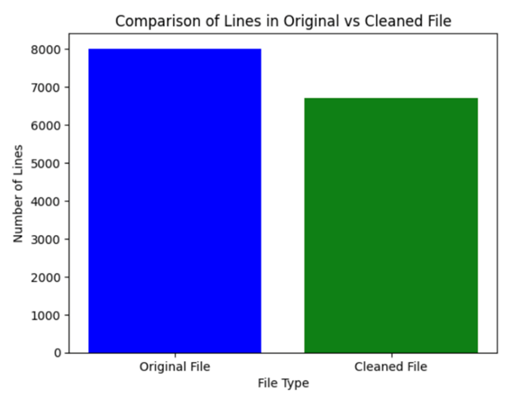 Comparison of Lines in Original vs Cleaned File
Number of Lines
8000
7000
6000
5000
4000
3000
2000
1000
0
Original File
Cleaned File
File Type